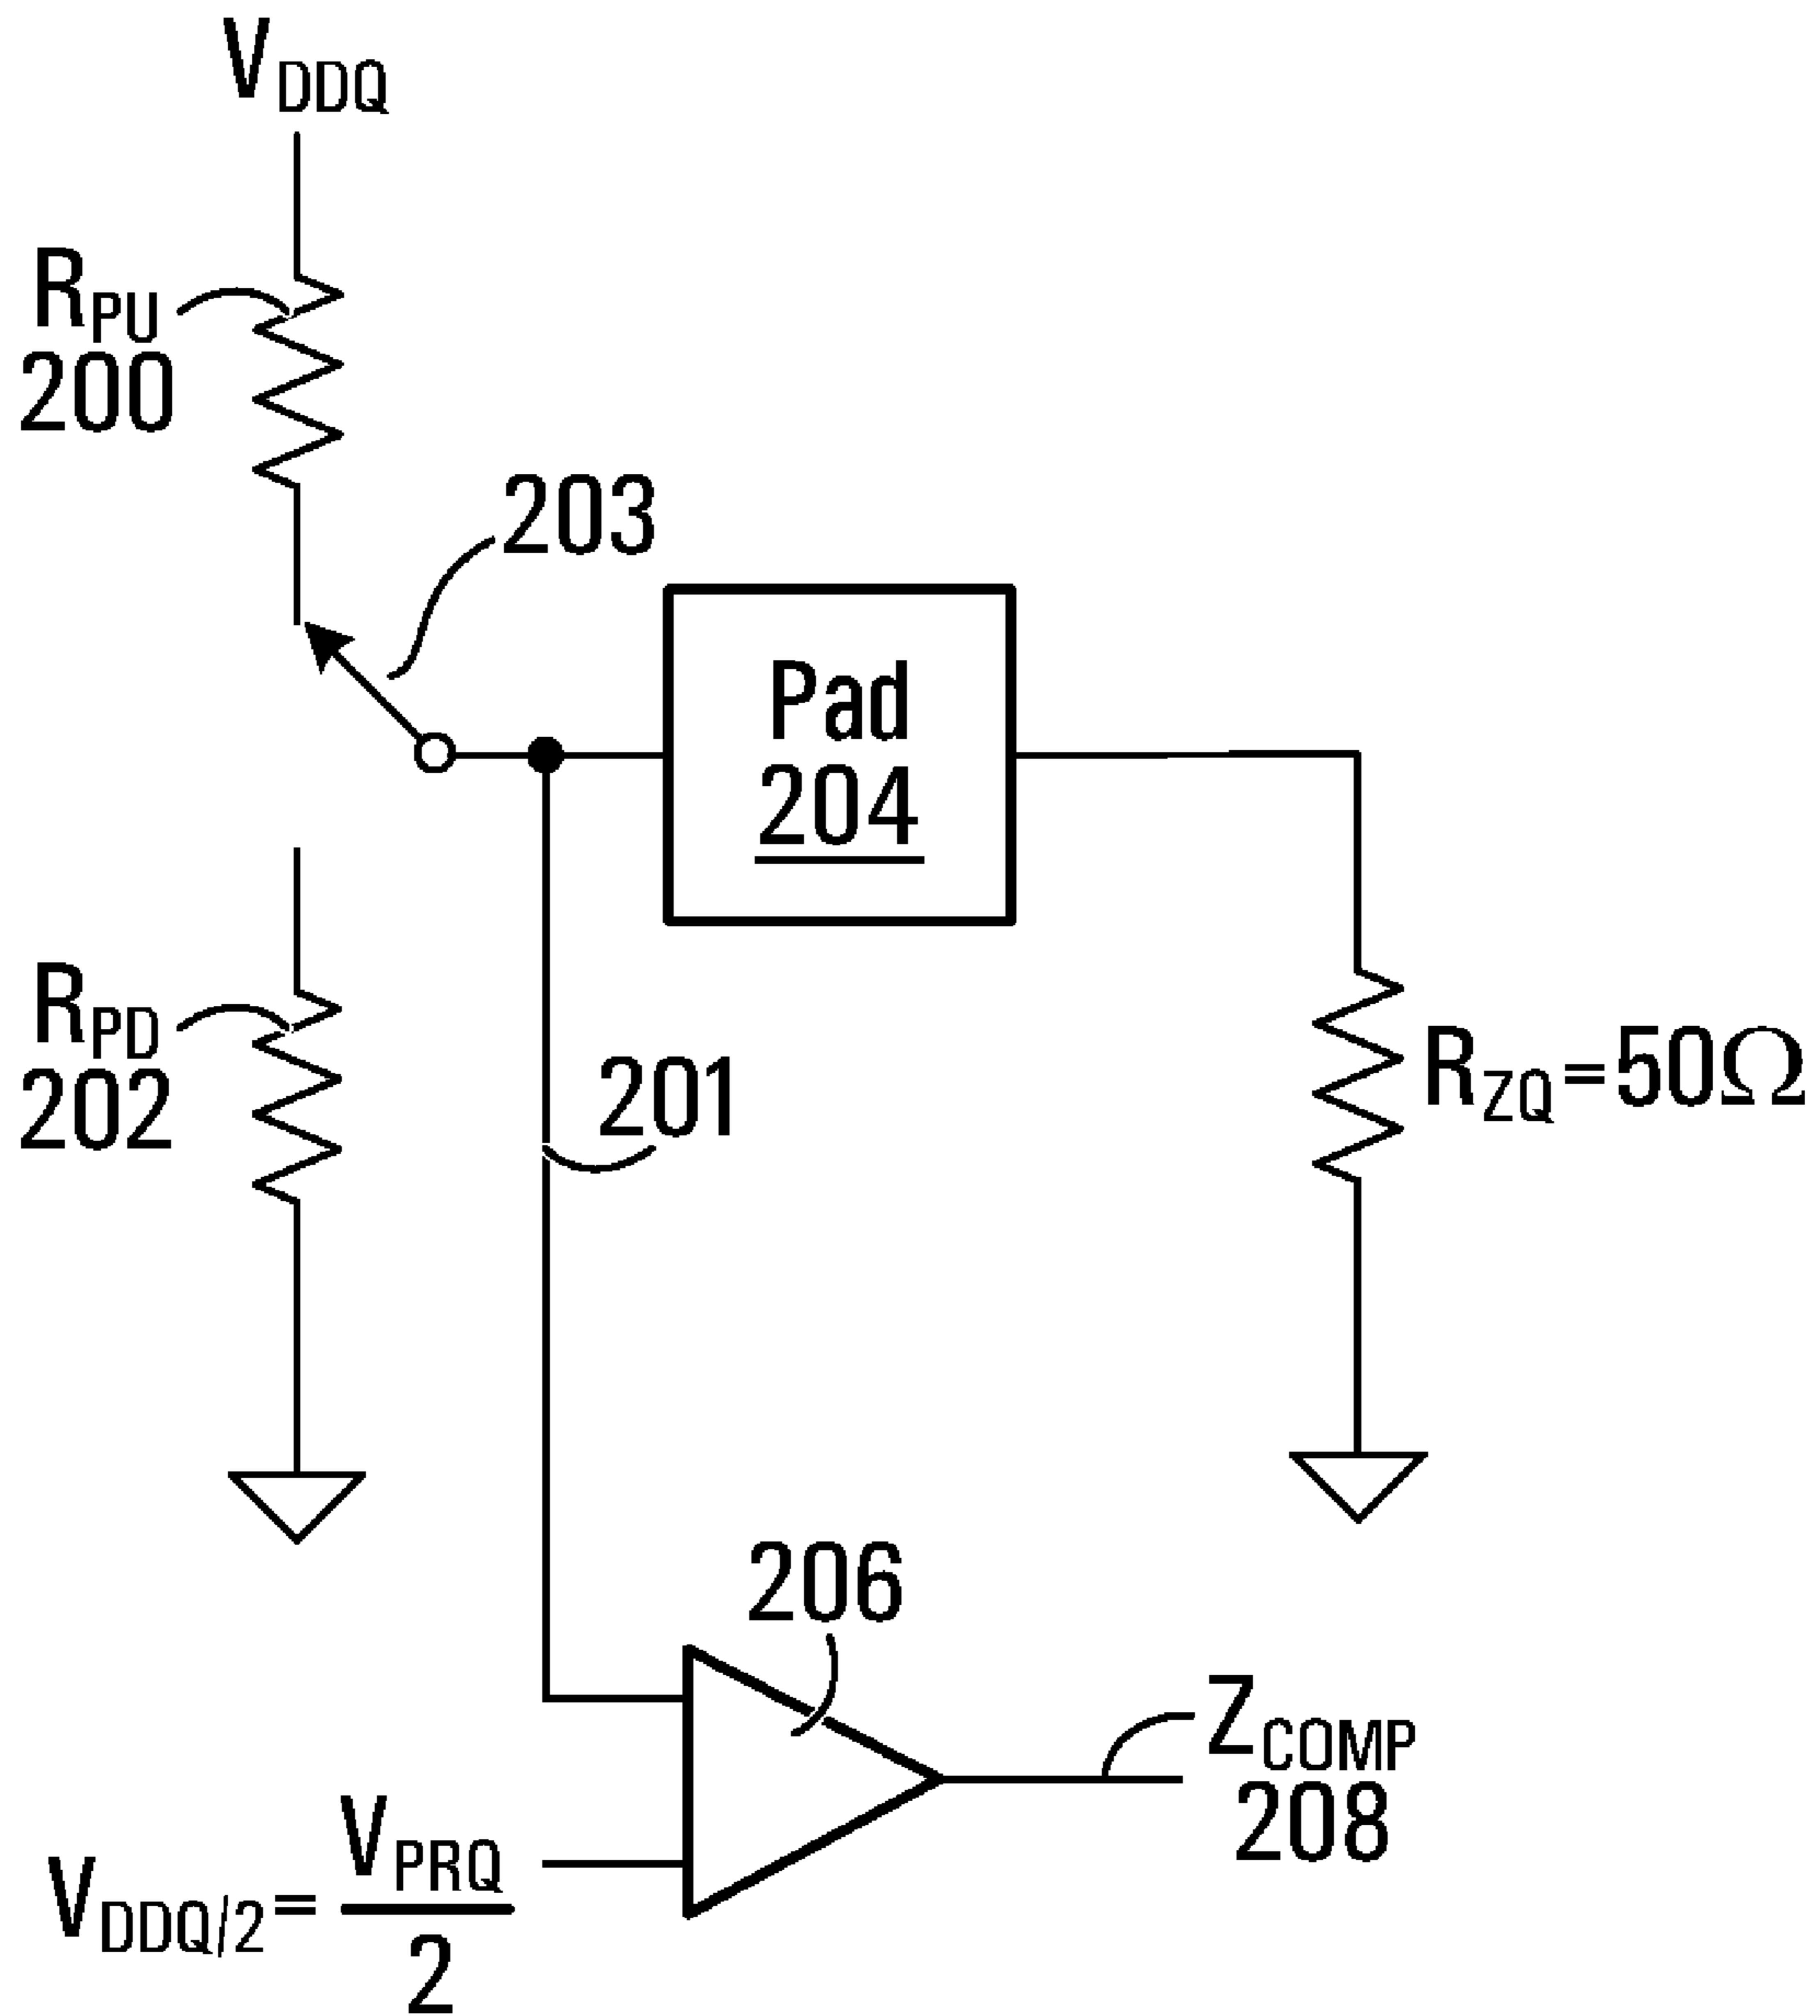 VDDQ
RPU
200
203
Pad
204
RPD
202
201
RZQ=50Ω
206
ZCOMP
208
VDDQ/2= VPRQ
2